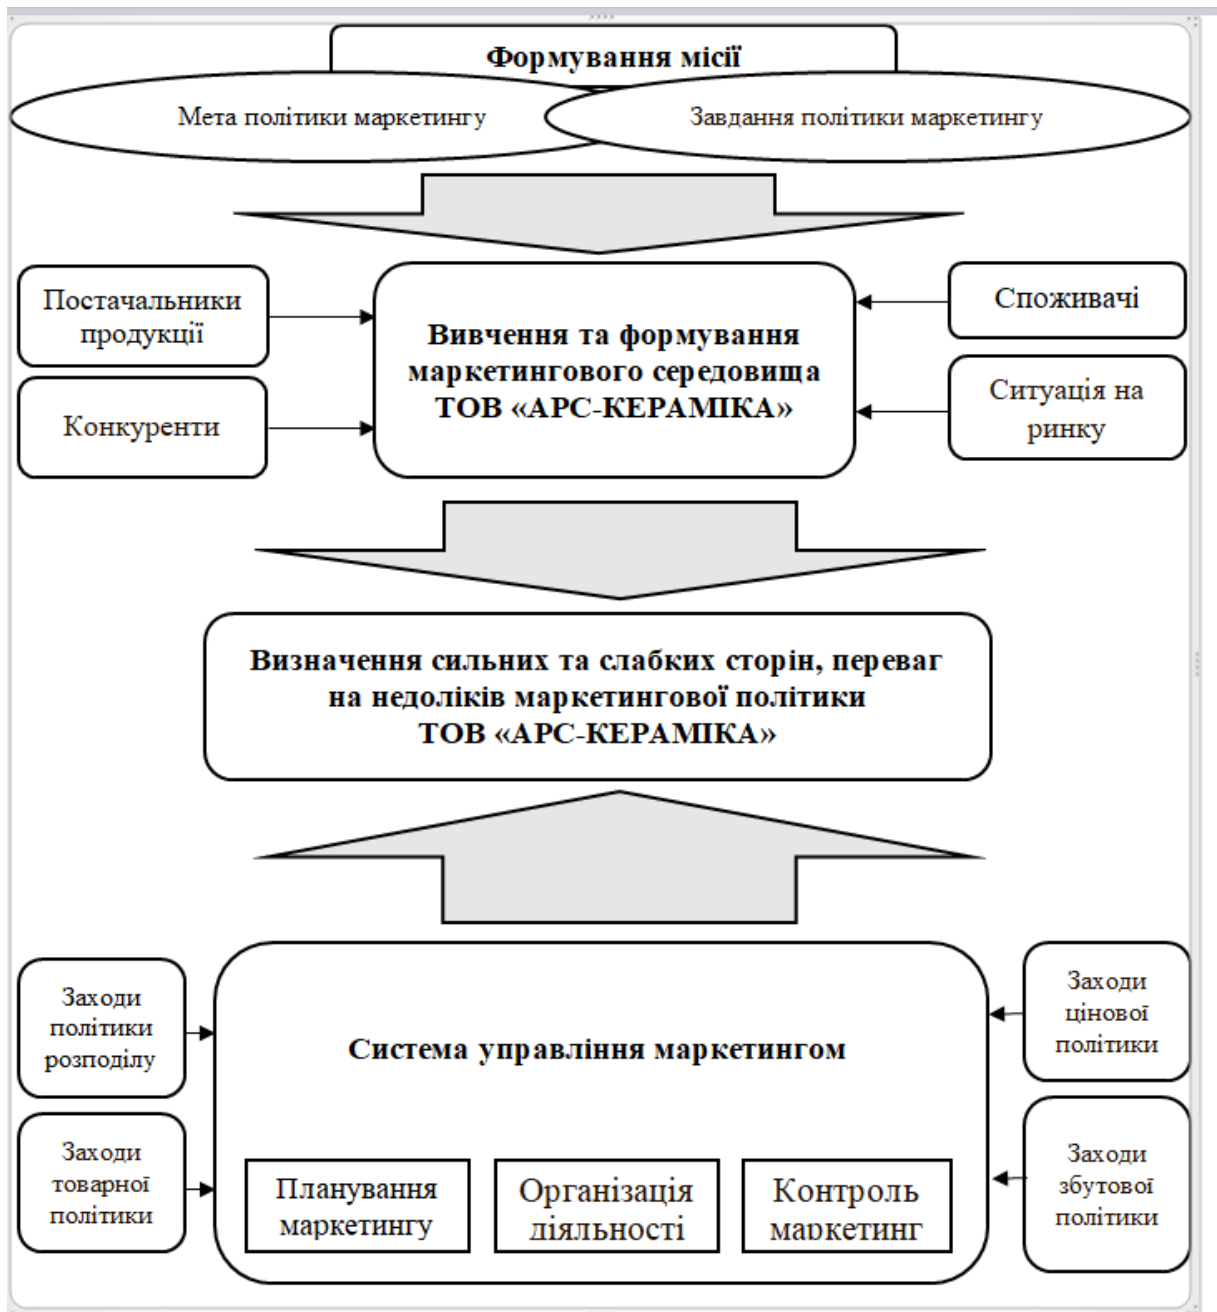 Формування місії
Мета політики маркетингу
Завдання політики маркетингу
Постачальники
продукції
Конкуренти
Вивчення та формування
маркетингового середовища
ТОВ «АРС-КЕРАМІКА»
Споживачі
Ситуація на
ринку
Визначення сильних та слабких сторін, переваг
на недоліків маркетингової політики
ТОВ «АРС-КЕРАМІКА»
Заходи
політики
розподілу
Заходи
товарної
політики
Система управління маркетингом
Планування
маркетингу
Організація
діяльності
Контроль
маркетинг
Заходи
цінової
політики
Заходи
збутової
політики